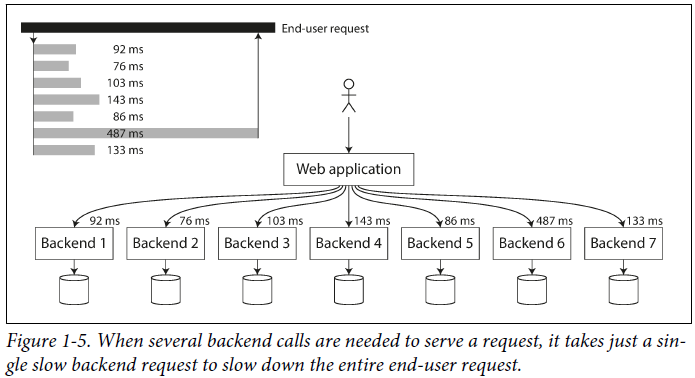 End-user request
92 ms
76 ms
103 ms
143 ms
86 ms
487 ms
133 ms
Web application
92 ms 76 ms 103 ms 143 ms 86 ms 487 ms 133 ms
Backend 1 Backend 2 Backend 3 Backend 4 Backend 5 Backend 6 Backend 7
Figure 1-5. When several backend calls are needed to serve a request, it takes just a sin-
gle slow backend request to slow down the entire end-user request.